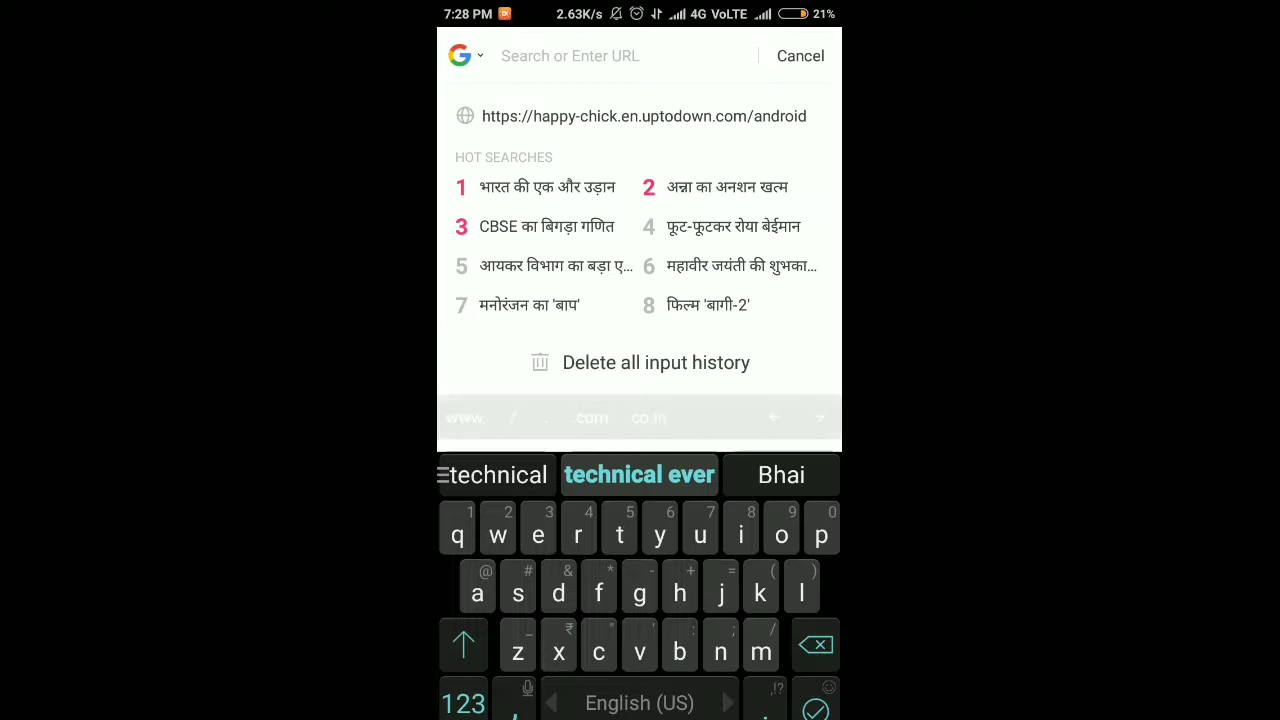 7:28 PM 2.63K/s 4G VoLTE 21%
Search or Enter URL Cancel
https://happy-chick.en.uptodown.com/android
HOT SEARCHES
1 भारत की एक और उड़ान 2 अन्ना का अनशन खत्म
3 CBSE का बिगड़ा गणित 4 फूट-फूटकर रोया बेईमान
5 आयकर विभाग का बड़ा ए... 6 महावीर जयंती की शुभका...
7 मनोरंजन का 'बाप' 8 फिल्म 'बागी-2'
Delete all input history
www. / . .com co.in
technical technical ever Bhai
1 2 3 4 5 6 7 8 9 0
q w e r t y u i o p
@ # & * - + = ( )
a s d f g h j k l
_ ₹ " ' : ; /
z x c v b n m
,!?
123 , English (US) .